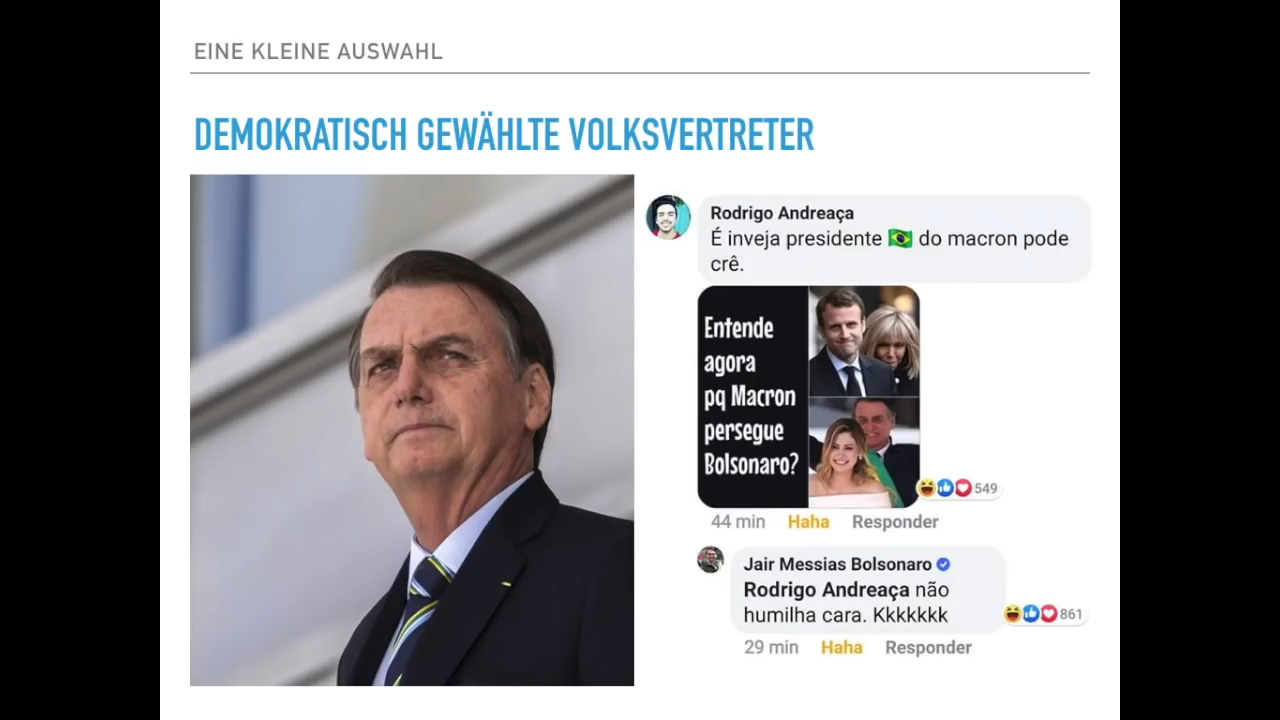 EINE KLEINE AUSWAHL
DEMOKRATISCH GEWÄHLTE VOLKSVERTRETER
Rodrigo Andreaça
É inveja presidente 🇧🇷 do macron pode
crê.
Entende
agora
pq Macron
persegue
Bolsonaro?
549
44 min Haha Responder
Jair Messias Bolsonaro
Rodrigo Andreaça não
humilha cara. Kkkkkkk
861
29 min Haha Responder